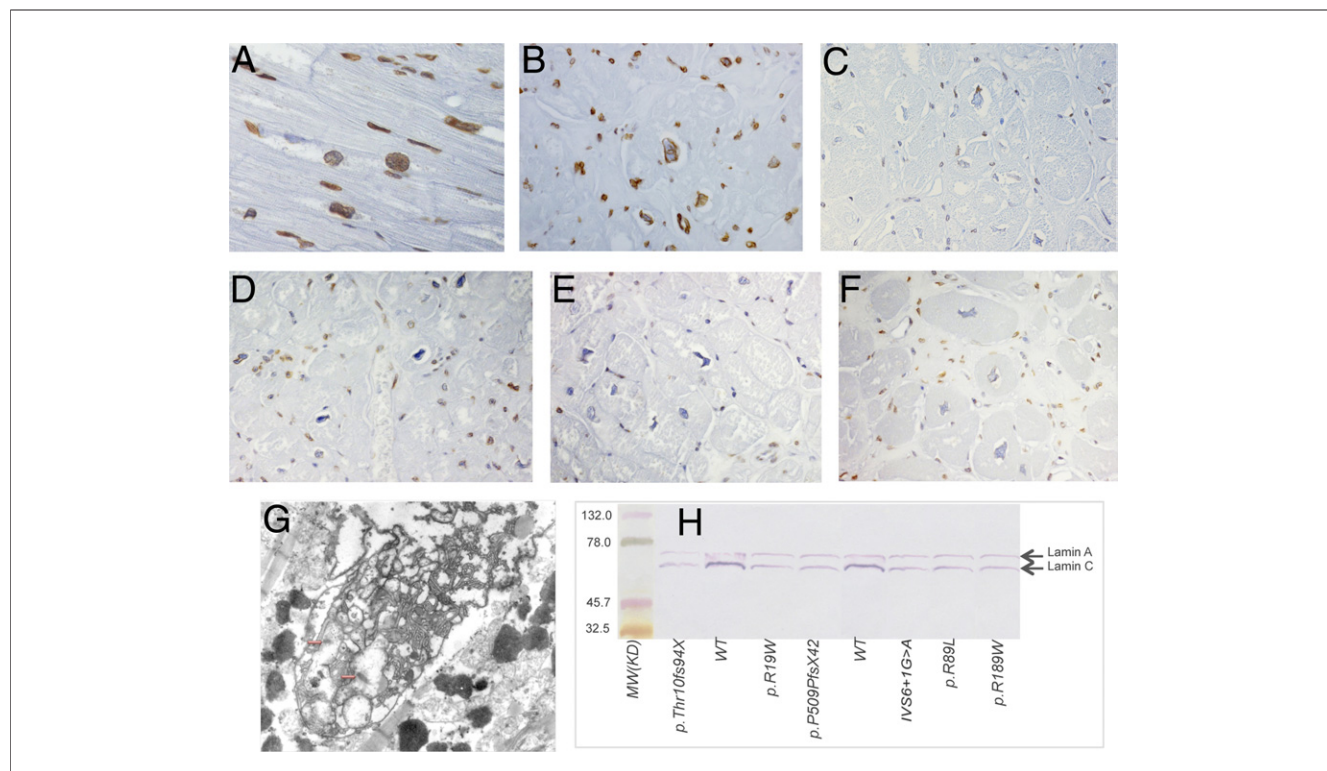 A
B
C
D
E
F
G
H
132.0
78.0
45.7
32.5
Lamin A
Lamin C
MW(KD)
p.Thr10fs94X
WT
p.R19W
p.P509PfsX42
WT
IVS6+1G>A
p.R89L
p.R189W